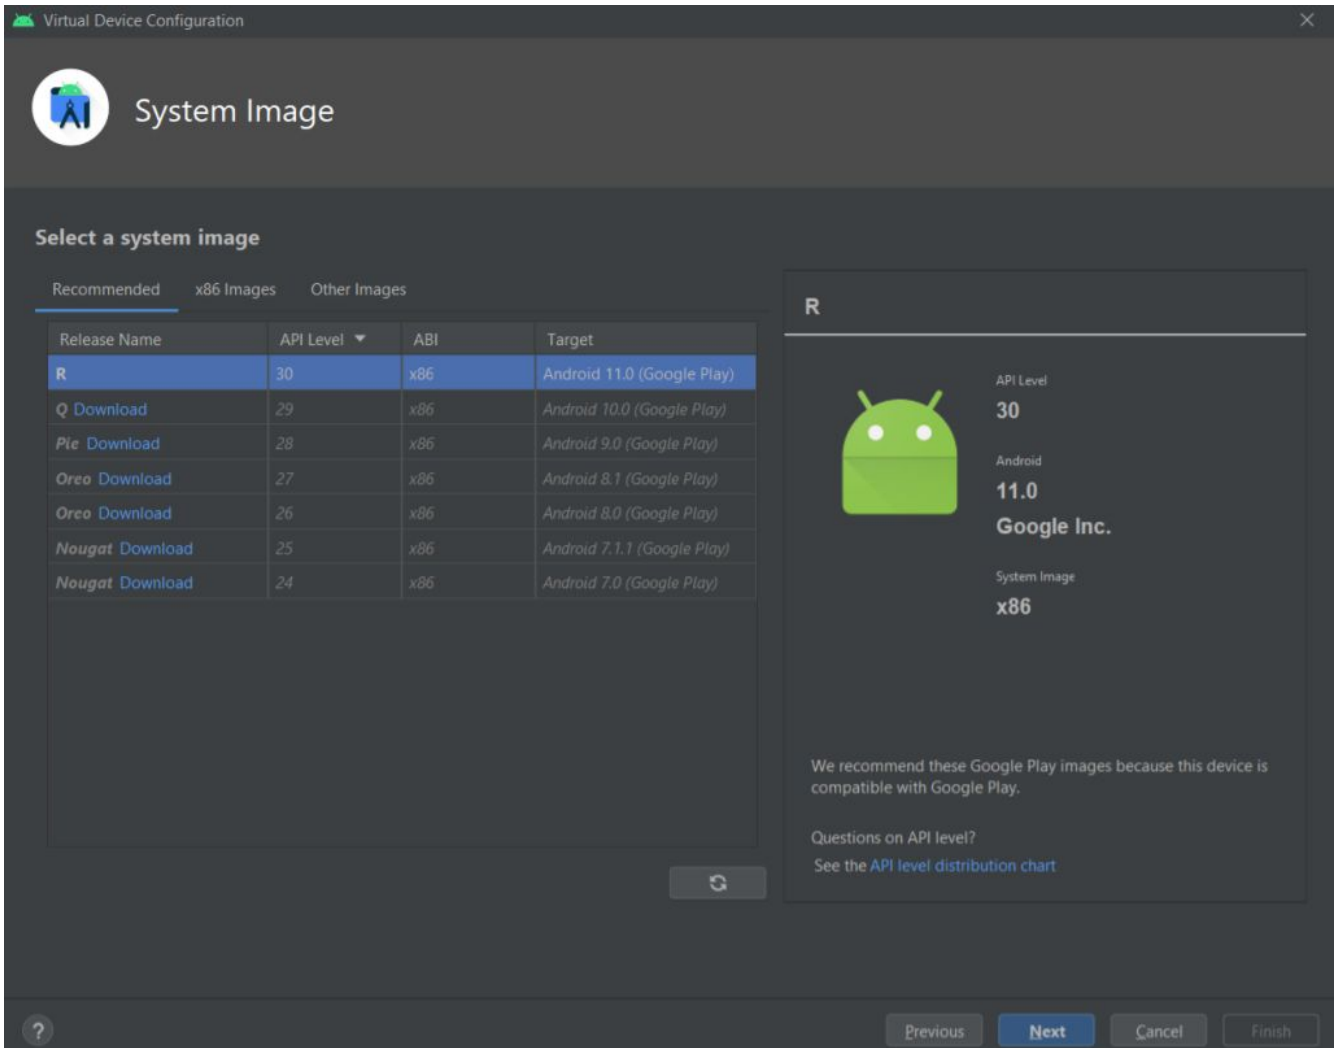 Virtual Device Configuration
System Image
Select a system image
Recommended x86 Images Other Images
Release Name API Level ABI Target
R 30 x86 Android 11.0 (Google Play)
Q Download 29 x86 Android 10.0 (Google Play)
Pie Download 28 x86 Android 9.0 (Google Play)
Oreo Download 27 x86 Android 8.1 (Google Play)
Oreo Download 26 x86 Android 8.0 (Google Play)
Nougat Download 25 x86 Android 7.1.1 (Google Play)
Nougat Download 24 x86 Android 7.0 (Google Play)
R
API Level
30
Android
11.0
Google Inc.
System Image
x86
We recommend these Google Play images because this device is
compatible with Google Play.
Questions on API level?
See the API level distribution chart
? Previous Next Cancel Finish